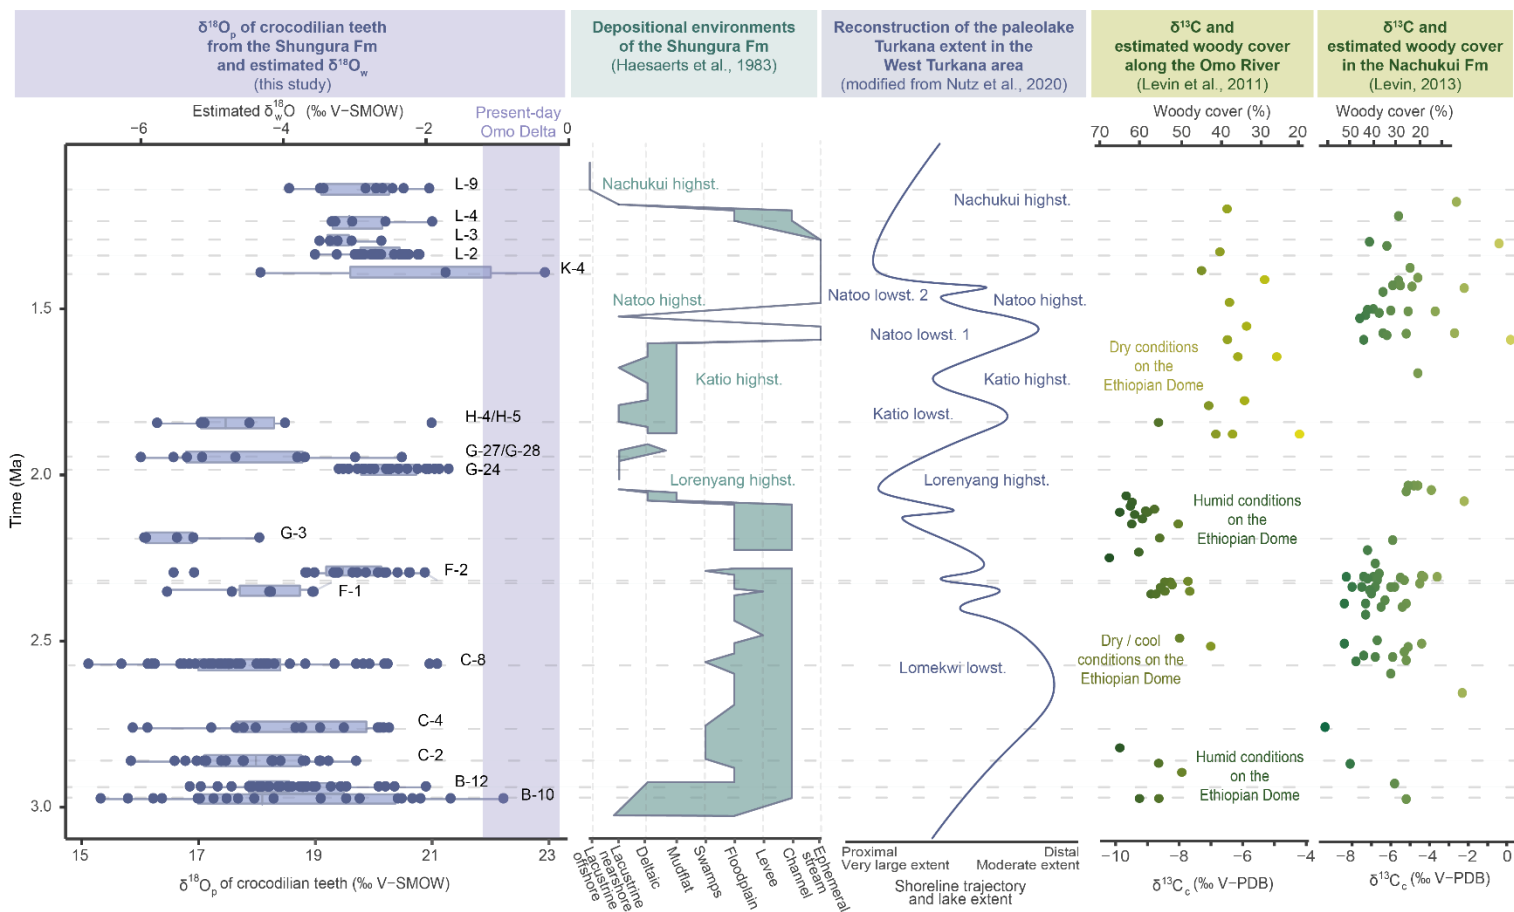 δ18Op of crocodilian teeth
from the Shungura Fm
and estimated δ18Ow
(this study)
Depositional environments
of the Shungura Fm
(Haesaerts et al., 1983)
Reconstruction of the paleolake
Turkana extent in the
West Turkana area
(modified from Nutz et al., 2020)
δ13C and
estimated woody cover
along the Omo River
(Levin et al., 2011)
δ13C and
estimated woody cover
in the Nachukui Fm
(Levin, 2013)
Estimated δ18wO (‰ V−SMOW)
−6
−4
−2
0
Present-day
Omo Delta
Woody cover (%)
70
60
50
40
30
20
Woody cover (%)
50
40
30
20
10
Time (Ma)
1.5
2.0
2.5
3.0
L-9
L-4
L-3
L-2
K-4
H-4/H-5
G-27/G-28
G-24
G-3
F-2
F-1
C-8
C-4
C-2
B-12
B-10
15
17
19
21
23
δ18Op of crocodilian teeth (‰ V−SMOW)
Nachukui highst.
Natoo highst.
Katio highst.
Lorenyang highst.
Lacustrine offshore
Lacustrine nearshore
Deltaic
Mudflat
Swamps
Floodplain
Levee
Channel
Ephemeral stream
Nachukui highst.
Natoo lowst. 2
Natoo highst.
Natoo lowst. 1
Katio highst.
Katio lowst.
Lorenyang highst.
Lomekwi lowst.
Proximal
Very large extent
Distal
Moderate extent
Shoreline trajectory
and lake extent
Dry conditions
on the
Ethiopian Dome
Humid conditions
on the
Ethiopian Dome
Dry / cool
conditions on the
Ethiopian Dome
Humid conditions
on the
Ethiopian Dome
−10
−8
−6
−4
δ13Cc (‰ V−PDB)
−8
−6
−4
−2
0
δ13Cc (‰ V−PDB)